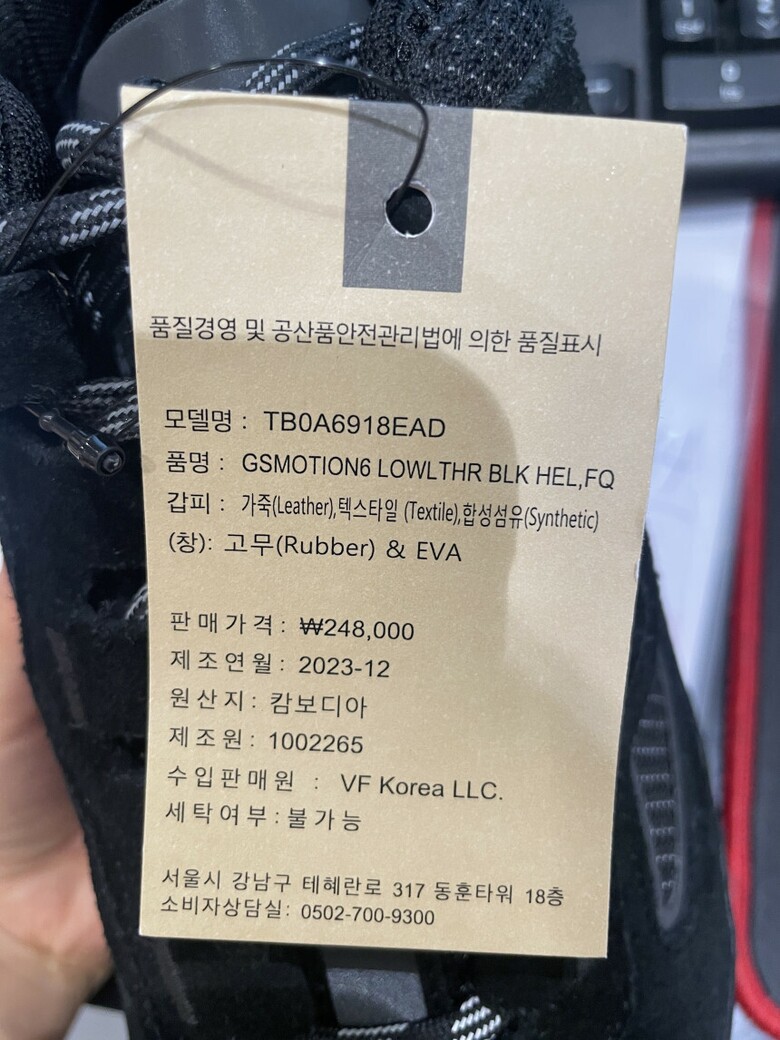 품질경영 및 공산품안전관리법에 의한 품질표시
모델명 : TB0A6918EAD
품명 : GSMOTION6 LOWLTHR BLK HEL,FQ
갑피 : 가죽(Leather),텍스타일 (Textile),합성섬유(Synthetic)
(창): 고무(Rubber) & EVA
판매가격 : ₩248,000
제조연월 : 2023-12
원산지 : 캄보디아
제조원 : 1002265
수입판매원 : VF Korea LLC.
세탁여부 : 불가능
서울시 강남구 테헤란로 317 동훈타워 18층
소비자상담실: 0502-700-9300